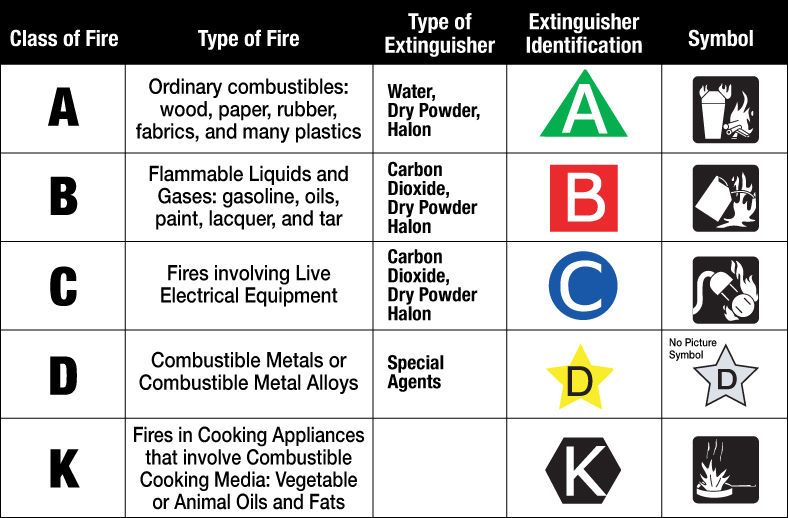 Class of Fire
Type of Fire
Type of
Extinguisher
Extinguisher
Identification
Symbol
A
Ordinary combustibles:
wood, paper, rubber,
fabrics, and many plastics
Water,
Dry Powder,
Halon
A
B
Flammable Liquids and
Gases: gasoline, oils,
paint, lacquer, and tar
Carbon
Dioxide,
Dry Powder
Halon
B
C
Fires involving Live
Electrical Equipment
Carbon
Dioxide,
Dry Powder
Halon
C
D
Combustible Metals or
Combustible Metal Alloys
Special
Agents
D
No Picture
Symbol
D
K
Fires in Cooking Appliances
that involve Combustible
Cooking Media: Vegetable
or Animal Oils and Fats
K